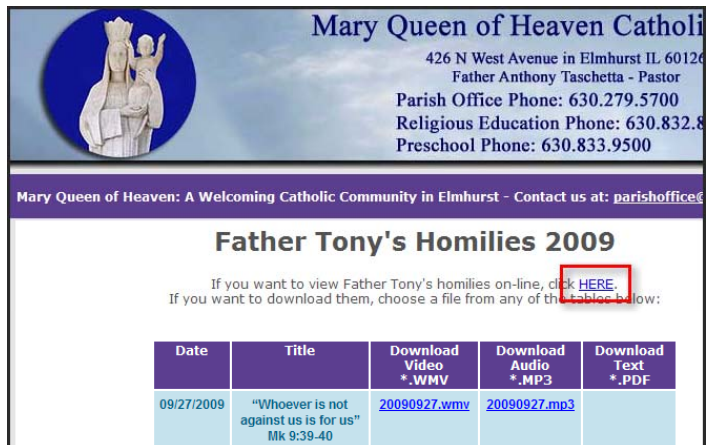 Mary Queen of Heaven Catholi
426 N West Avenue in Elmhurst IL 60126
Father Anthony Taschetta - Pastor
Parish Office Phone: 630.279.5700
Religious Education Phone: 630.832.8
Preschool Phone: 630.833.9500
Mary Queen of Heaven: A Welcoming Catholic Community in Elmhurst - Contact us at: parishoffice@
Father Tony's Homilies 2009
If you want to view Father Tony's homilies on-line, click HERE.
If you want to download them, choose a file from any of the tables below:
Date Title Download Download Download
Video Audio Text
*.WMV *.MP3 *.PDF
09/27/2009 “Whoever is not 20090927.wmv 20090927.mp3
against us is for us”
Mk 9:39-40